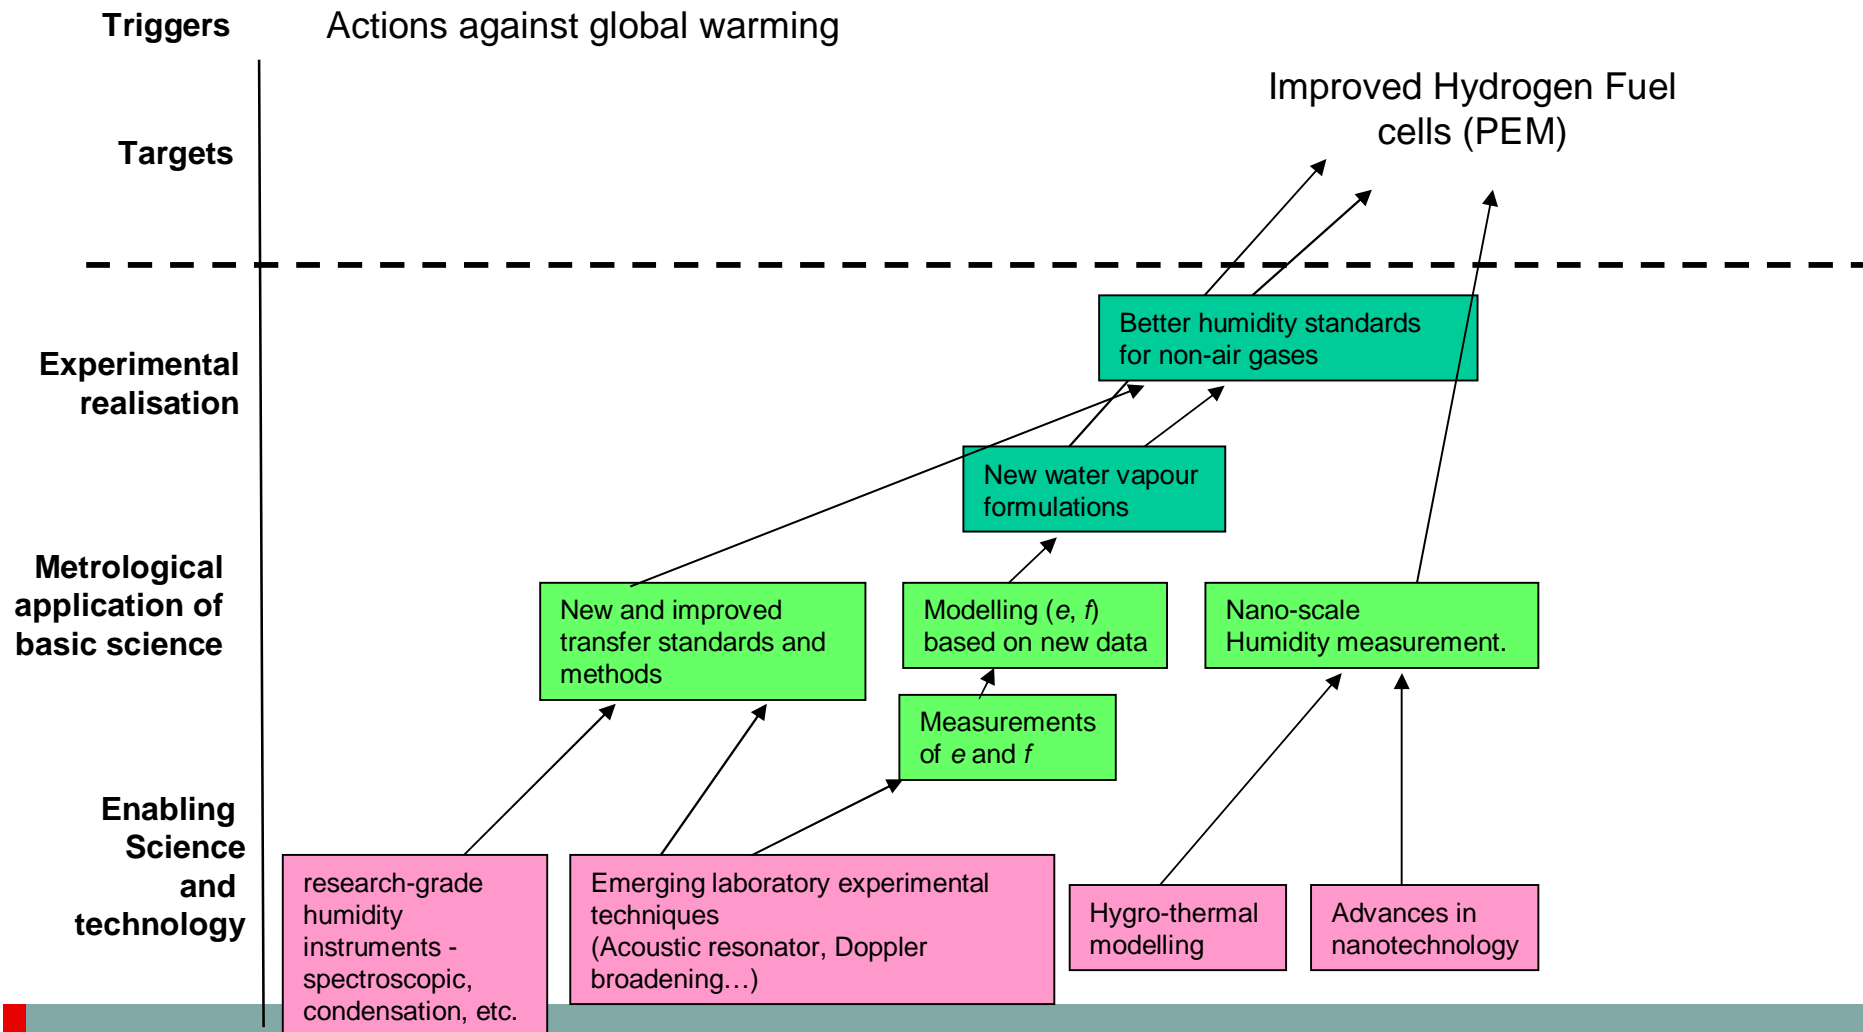 Triggers
Actions against global warming
Improved Hydrogen Fuel
cells (PEM)
Targets
Better humidity standards
for non-air gases
Experimental
realisation
New water vapour
formulations
Metrological
application of
basic science
New and improved
transfer standards and
methods
Modelling (e, f)
based on new data
Nano-scale
Humidity measurement.
Measurements
of e and f
Enabling
Science
and
technology
research-grade
humidity
instruments -
spectroscopic,
condensation, etc.
Emerging laboratory experimental
techniques
(Acoustic resonator, Doppler
broadening…)
Hygro-thermal
modelling
Advances in
nanotechnology